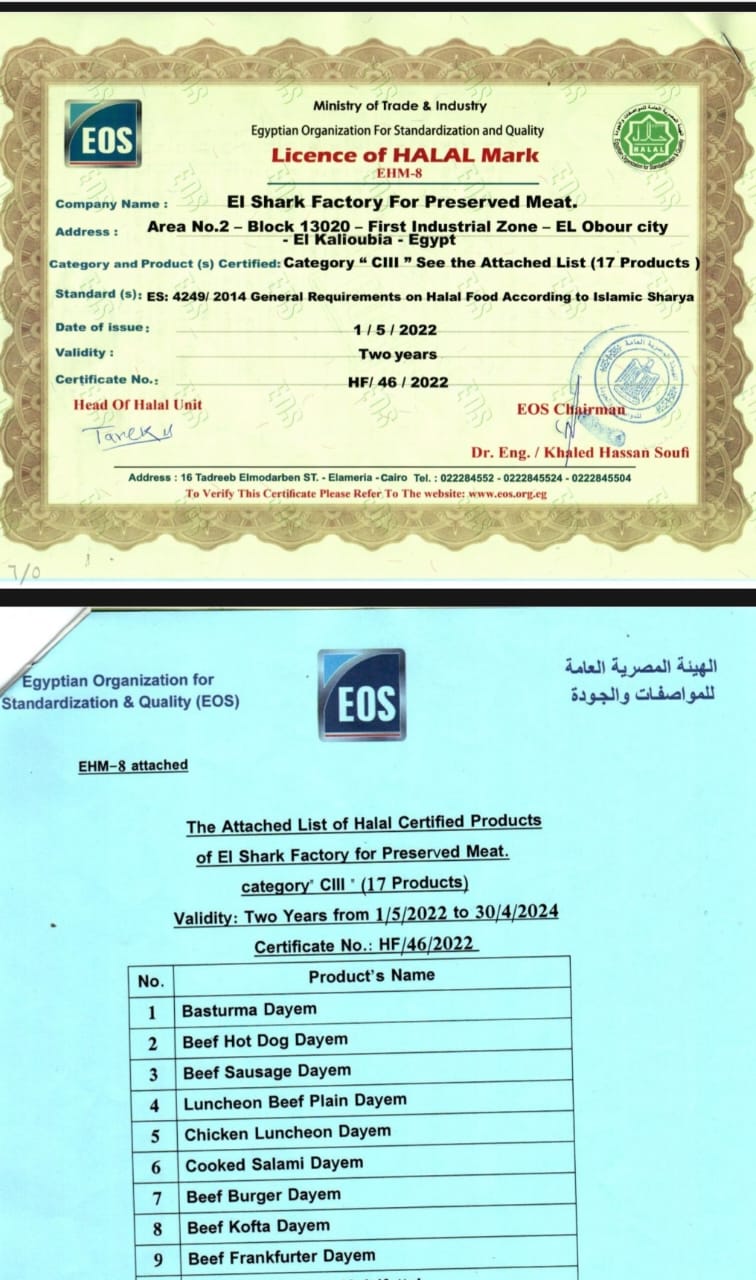 EOS
Ministry of Trade & Industry
Egyptian Organization For Standardization and Quality
Licence of HALAL Mark
EHM-8
HALAL
Company Name : El Shark Factory For Preserved Meat.
Address : Area No.2 – Block 13020 – First Industrial Zone – EL Obour city
- El Kalioubia - Egypt
Category and Product (s) Certified: Category “ CIII ” See the Attached List (17 Products )
Standard (s): ES: 4249/ 2014 General Requirements on Halal Food According to Islamic Sharya
Date of issue: 1 / 5 / 2022
Validity : Two years
Certificate No.: HF/ 46 / 2022
Head Of Halal Unit
EOS Chairman
Tarek
Dr. Eng. / Khaled Hassan Soufi
Address : 16 Tadreeb Elmodarben ST. - Elameria - Cairo Tel. : 022284552 - 0222845524 - 0222845504
To Verify This Certificate Please Refer To The website: www.eos.org.eg
Egyptian Organization for
Standardization & Quality (EOS)
EOS
الهيئة المصرية العامة
للمواصفات والجودة
EHM-8 attached
The Attached List of Halal Certified Products
of El Shark Factory for Preserved Meat.
category" CIII " (17 Products)
Validity: Two Years from 1/5/2022 to 30/4/2024
Certificate No.: HF/46/2022
No. Product's Name
1 Basturma Dayem
2 Beef Hot Dog Dayem
3 Beef Sausage Dayem
4 Luncheon Beef Plain Dayem
5 Chicken Luncheon Dayem
6 Cooked Salami Dayem
7 Beef Burger Dayem
8 Beef Kofta Dayem
9 Beef Frankfurter Dayem